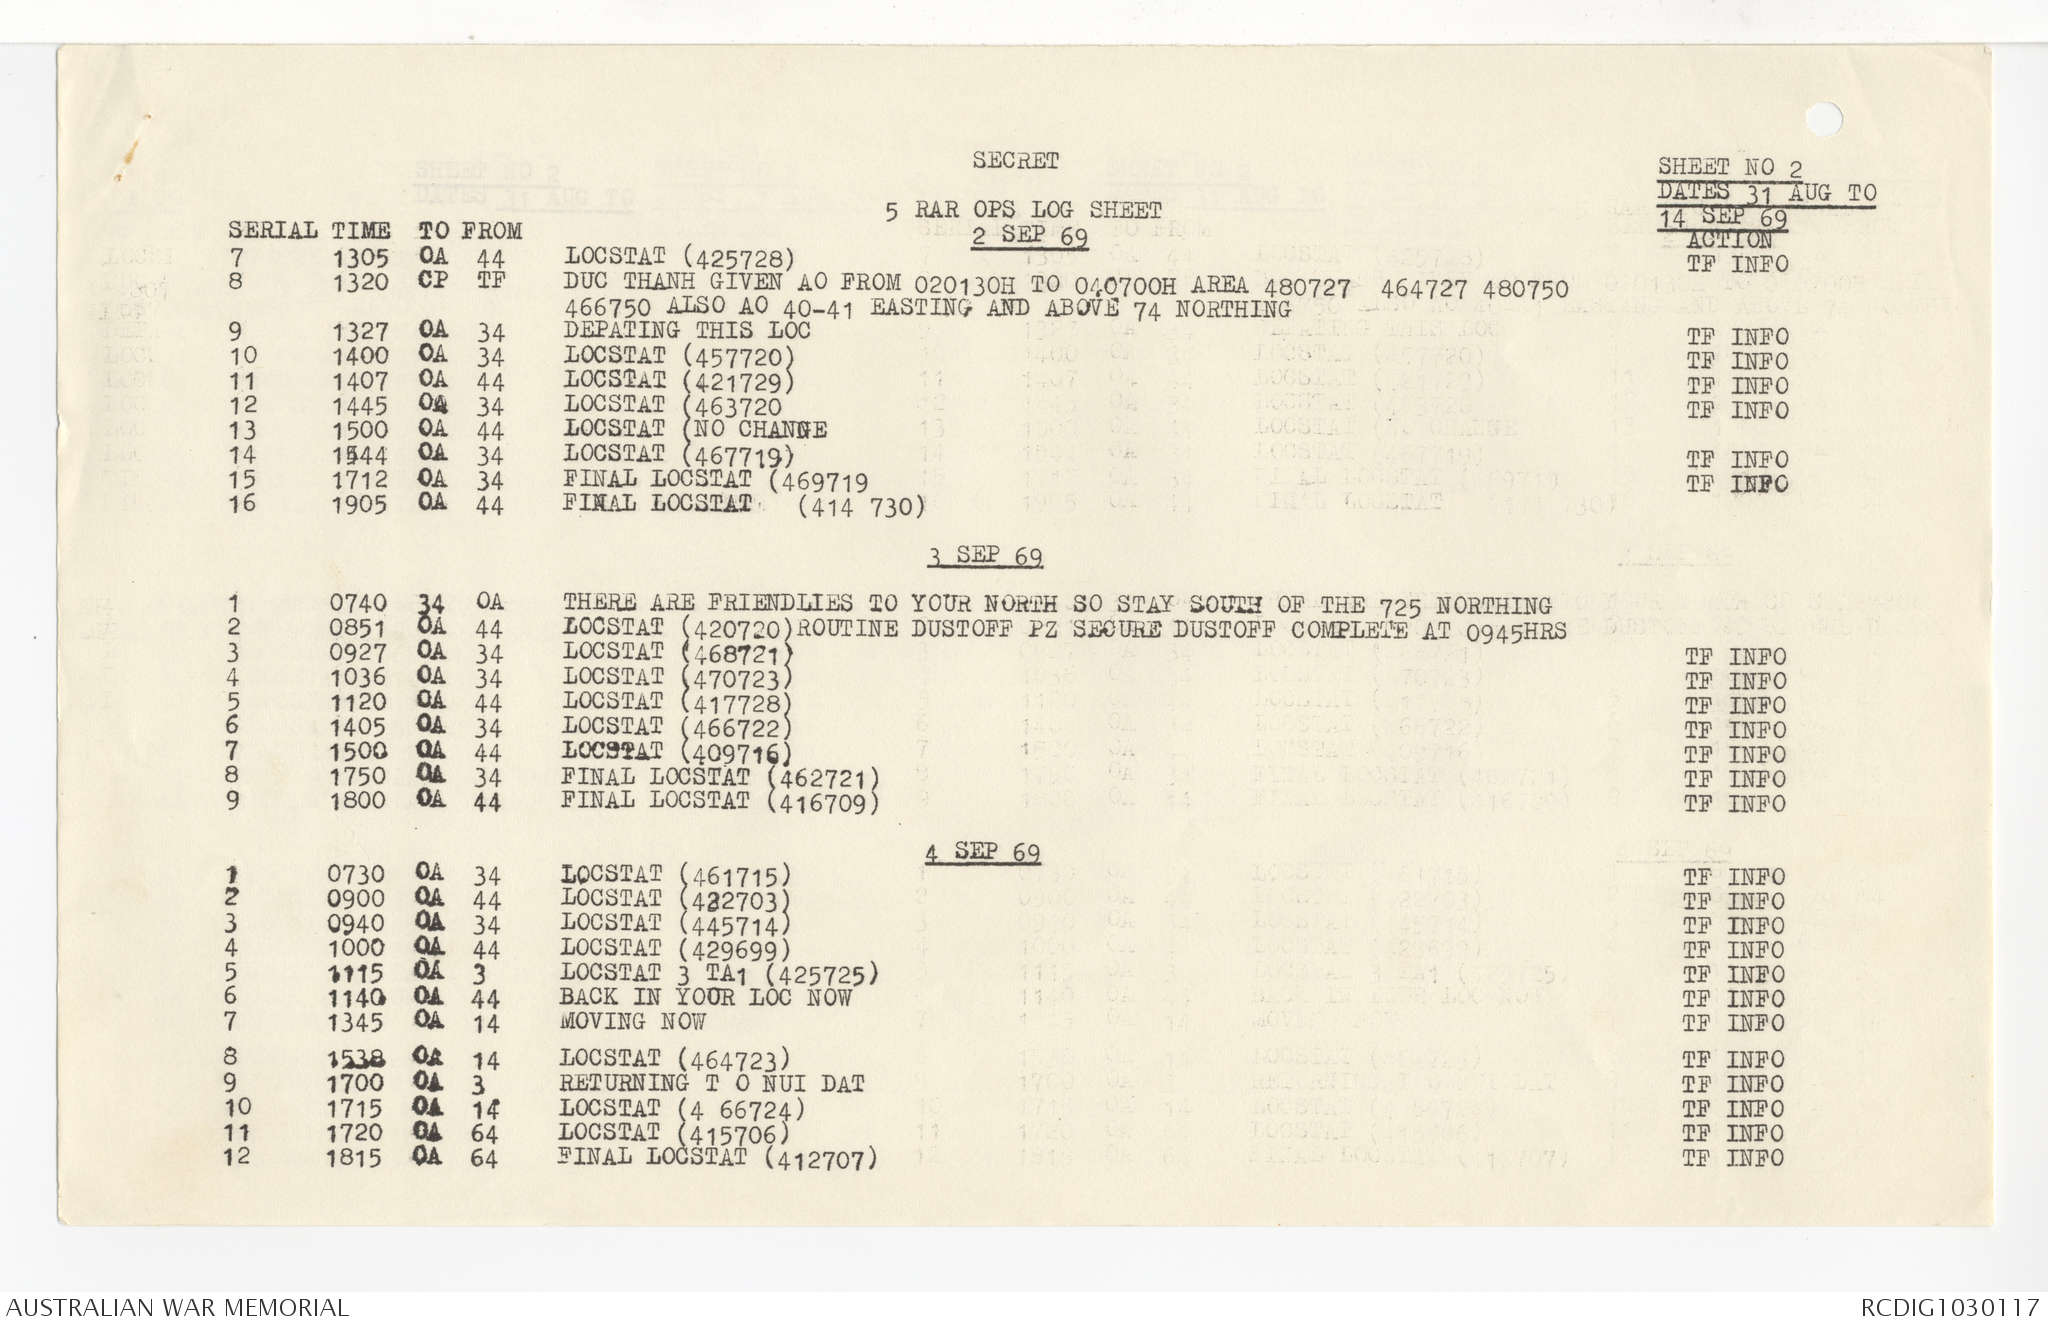 SECRET
SHEET NO 2
DATES 31 AUG TO
14 SEP 69
5 RAR OPS LOG SHEET
SERIAL TIME TO FROM 2 SEP 69 ACTION
7 1305 OA 44 LOCSTAT (425728) TF INFO
8 1320 CP TF DUC THANH GIVEN AO FROM 020130H TO 040700H AREA 480727 464727 480750
466750 ALSO AO 40-41 EASTING AND ABOVE 74 NORTHING
9 1327 OA 34 DEPATING THIS LOC TF INFO
10 1400 OA 34 LOCSTAT (457720) TF INFO
11 1407 OA 44 LOCSTAT (421729) TF INFO
12 1445 OA 34 LOCSTAT (463720 TF INFO
13 1500 OA 44 LOCSTAT (NO CHANGE
14 1544 OA 34 LOCSTAT (467719) TF INFO
15 1712 OA 34 FINAL LOCSTAT (469719 TF INFO
16 1905 OA 44 FINAL LOCSTAT (414 730)
3 SEP 69
1 0740 34 OA THERE ARE FRIENDLIES TO YOUR NORTH SO STAY SOUTH OF THE 725 NORTHING
2 0851 OA 44 LOCSTAT (420720)ROUTINE DUSTOFF PZ SECURE DUSTOFF COMPLETE AT 0945HRS
3 0927 OA 34 LOCSTAT (468721) TF INFO
4 1036 OA 34 LOCSTAT (470723) TF INFO
5 1120 OA 44 LOCSTAT (417728) TF INFO
6 1405 OA 34 LOCSTAT (466722) TF INFO
7 1500 OA 44 LOCSTAT (409716) TF INFO
8 1750 OA 34 FINAL LOCSTAT (462721) TF INFO
9 1800 OA 44 FINAL LOCSTAT (416709) TF INFO
4 SEP 69
1 0730 OA 34 LOCSTAT (461715) TF INFO
2 0900 OA 44 LOCSTAT (422703) TF INFO
3 0940 OA 34 LOCSTAT (445714) TF INFO
4 1000 OA 44 LOCSTAT (429699) TF INFO
5 1115 OA 3 LOCSTAT 3 TA1 (425725) TF INFO
6 1140 OA 44 BACK IN YOUR LOC NOW TF INFO
7 1345 OA 14 MOVING NOW TF INFO
8 1538 OA 14 LOCSTAT (464723) TF INFO
9 1700 OA 3 RETURNING T O NUI DAT TF INFO
10 1715 OA 14 LOCSTAT (4 66724) TF INFO
11 1720 OA 64 LOCSTAT (415706) TF INFO
12 1815 OA 64 FINAL LOCSTAT (412707) TF INFO
AUSTRALIAN WAR MEMORIAL RCDIG1030117